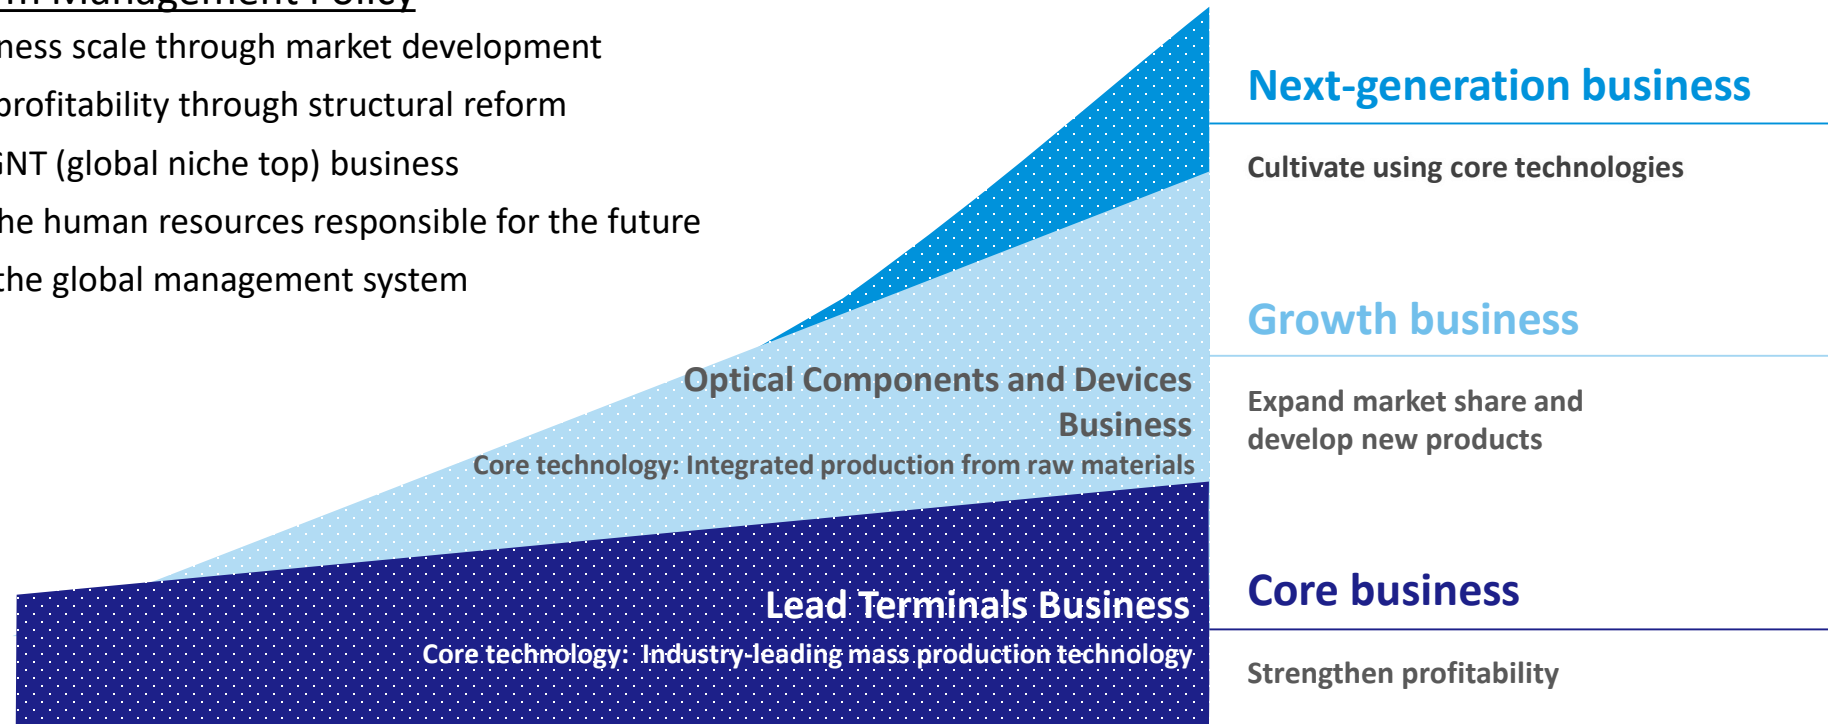 Management Policy
ness scale through market development
profitability through structural reform
GNT (global niche top) business
he human resources responsible for the future
the global management system
Next-generation business
Cultivate using core technologies
Growth business
Expand market share and
develop new products
Optical Components and Devices
Business
Core technology: Integrated production from raw materials
Core business
Strengthen profitability
Lead Terminals Business
Core technology: Industry-leading mass production technology